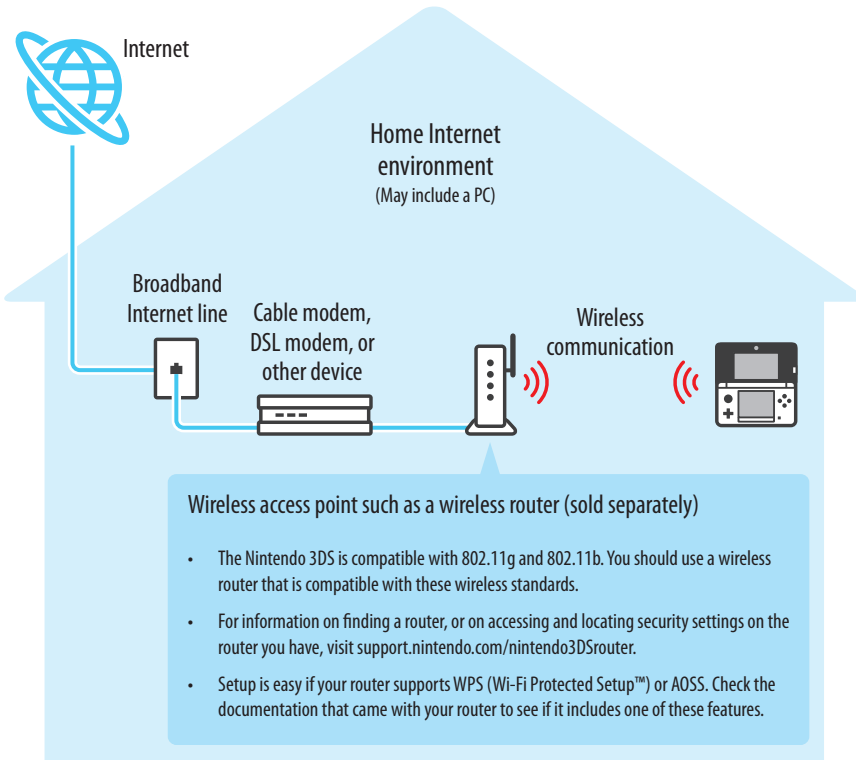 Internet
Home Internet
environment
(May include a PC)
Broadband
Internet line
Cable modem,
DSL modem, or
other device
Wireless
communication
Wireless access point such as a wireless router (sold separately)
• The Nintendo 3DS is compatible with 802.11g and 802.11b. You should use a wireless
router that is compatible with these wireless standards.
• For information on finding a router, or on accessing and locating security settings on the
router you have, visit support.nintendo.com/nintendo3DSrouter.
• Setup is easy if your router supports WPS (Wi-Fi Protected Setup™) or AOSS. Check the
documentation that came with your router to see if it includes one of these features.